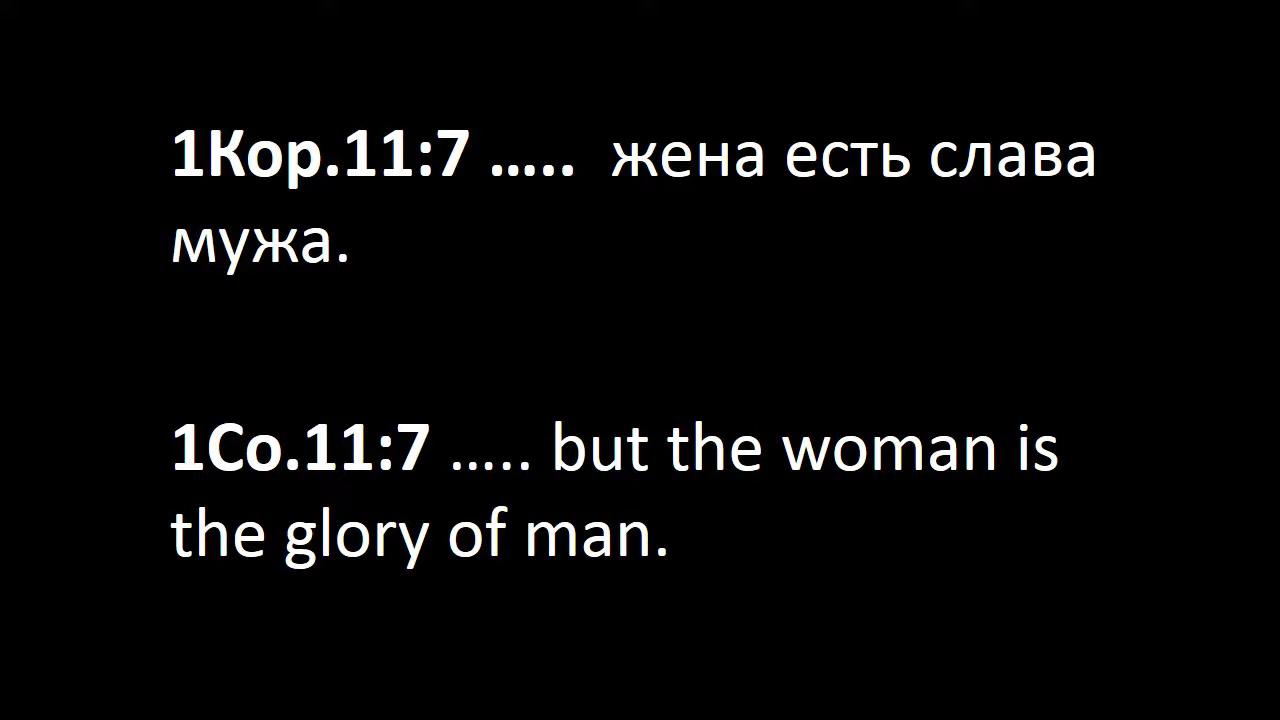 1Кор.11:7 ….. жена есть слава
мужа.
1Co.11:7 ….. but the woman is
the glory of man.